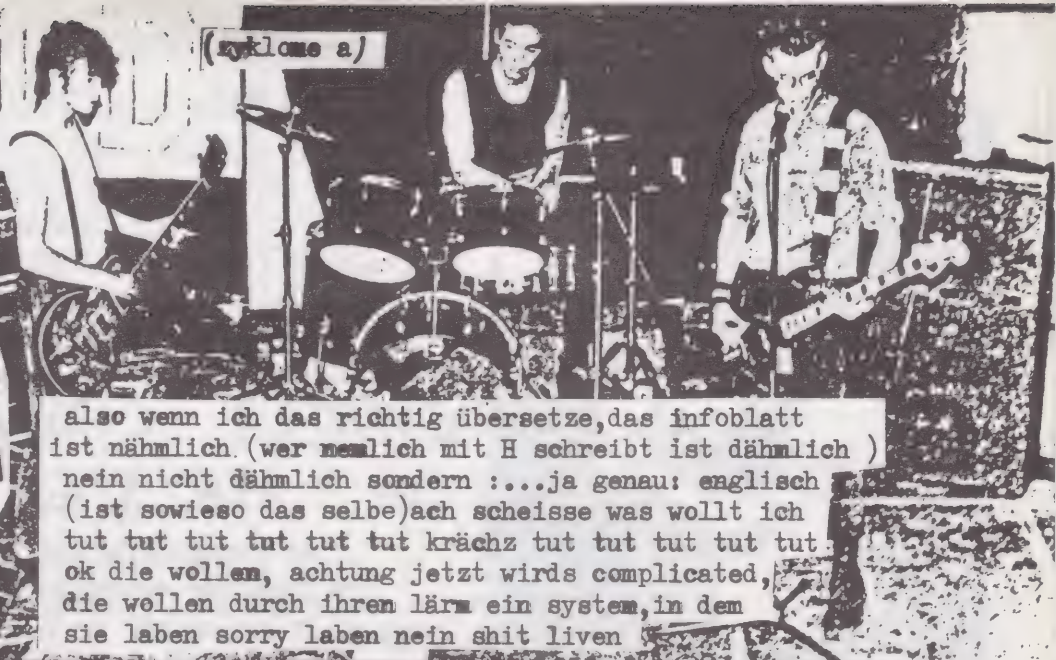 (zyklome a)
also wenn ich das richtig übersetze,das infoblatt
ist nähmlich.(wer nemlich mit H schreibt ist dähmlich )
nein nicht dähmlich sondern :...ja genau: englisch
(ist sowieso das selbe)ach scheisse was wollt ich
tut tut tut tut tut tut krächz tut tut tut tut tut
ok die wollen, achtung jetzt wirds complicated,
die wollen durch ihren lärm ein system,in dem
sie laben sorry laben nein shit liven